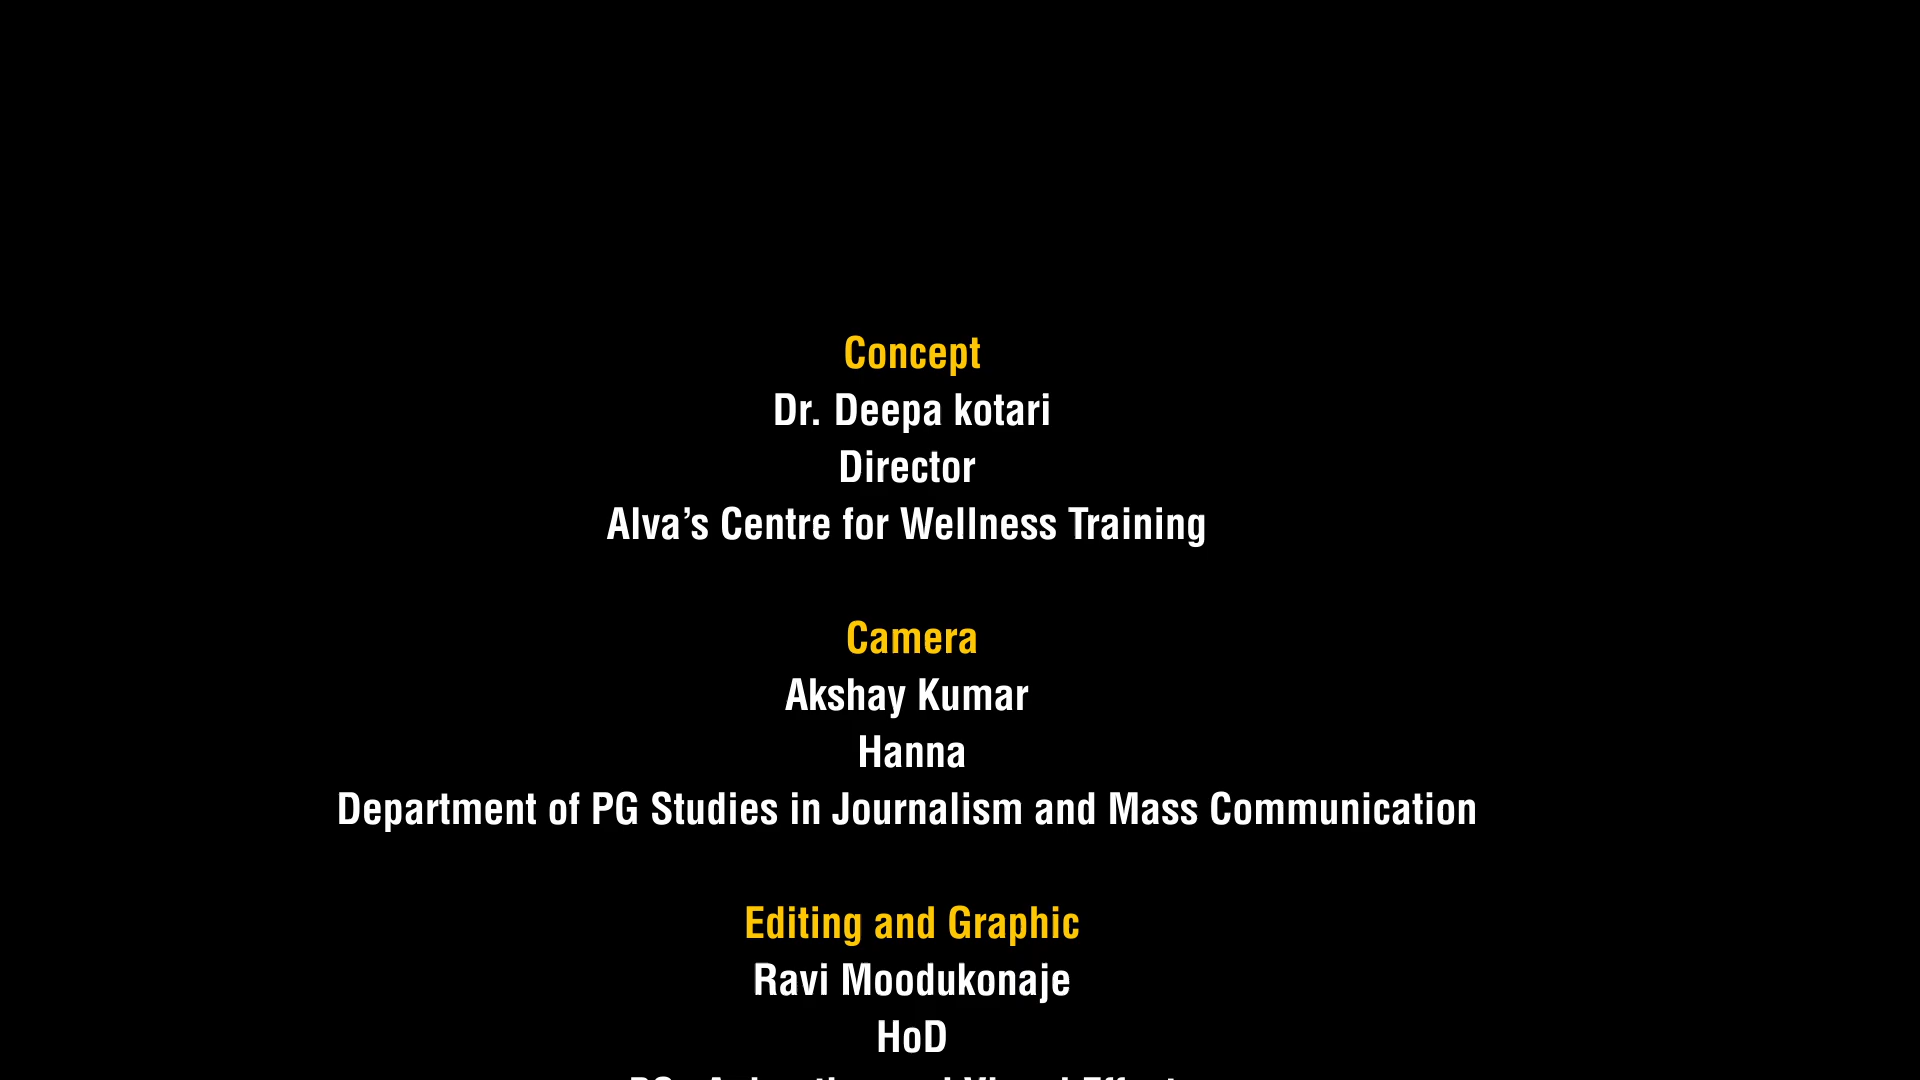 Concept
Dr. Deepa kotari
Director
Alva’s Centre for Wellness Training
Camera
Akshay Kumar
Hanna
Department of PG Studies in Journalism and Mass Communication
Editing and Graphic
Ravi Moodukonaje
HoD